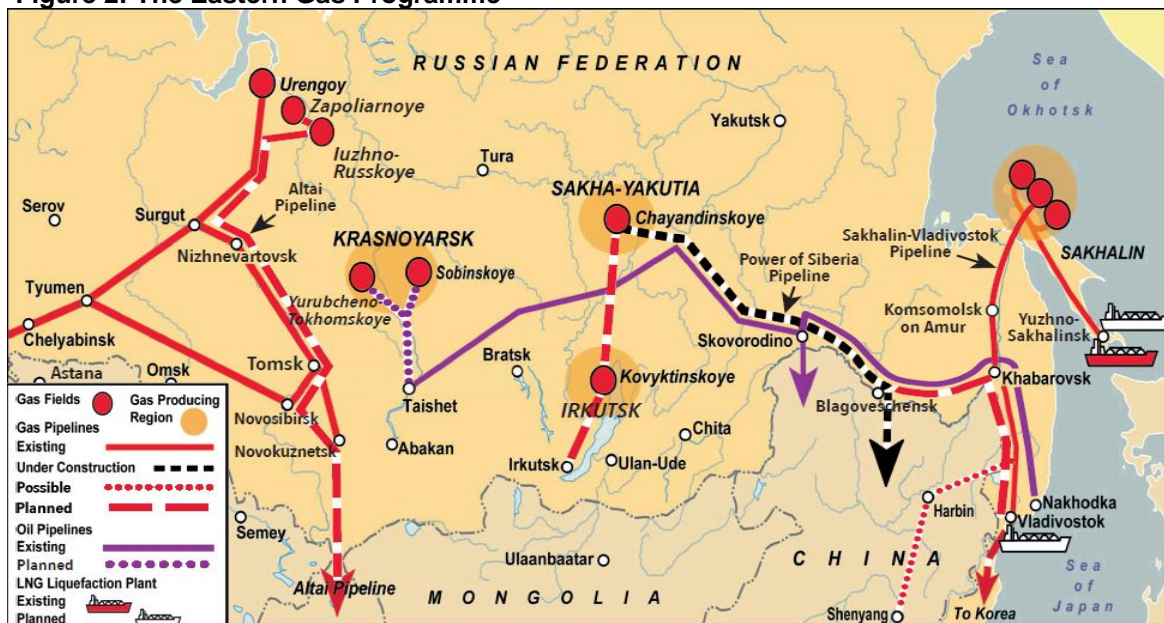 Figure 2: The Eastern Gas Programme
RUSSIAN FEDERATION
Sea
of
Okhotsk
Urengoy
Zapoliarnoye
Iuzhno-
Russkoye
Yakutsk
Tura
Altai
Pipeline
SAKHA-YAKUTIA
Chayandinskoye
Serov
Surgut
Nizhnevartovsk
KRASNOYARSK
Sobinskoye
Yurubcheno-
Tokhomskoye
Power of Siberia
Pipeline
Sakhalin-Vladivostok
Pipeline
SAKHALIN
Tyumen
Chelyabinsk
Komsomolsk
on Amur
Yuzhno-
Sakhalinsk
Skovorodino
Bratsk
Tomsk
Astana
Omsk
Taishet
Kovyktinskoye
IRKUTSK
Blagoveschensk
Khabarovsk
Novosibirsk
Novokuznetsk
Abakan
Chita
Irkutsk
Ulan-Ude
Harbin
Nakhodka
Vladivostok
Semey
Ulaanbaatar
CHINA
Sea
of
Japan
Altai Pipeline
MONGOLIA
Shenyang
To Korea
Gas Fields
Gas Producing
Region
Gas Pipelines
Existing
Under Construction
Possible
Planned
Oil Pipelines
Existing
Planned
LNG Liquefaction Plant
Existing
Planned